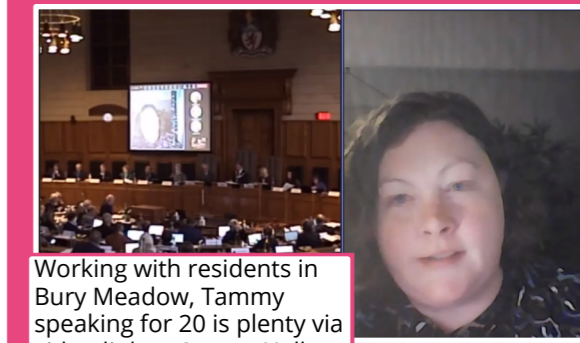 Working with residents in
Bury Meadow, Tammy
speaking for 20 is plenty via